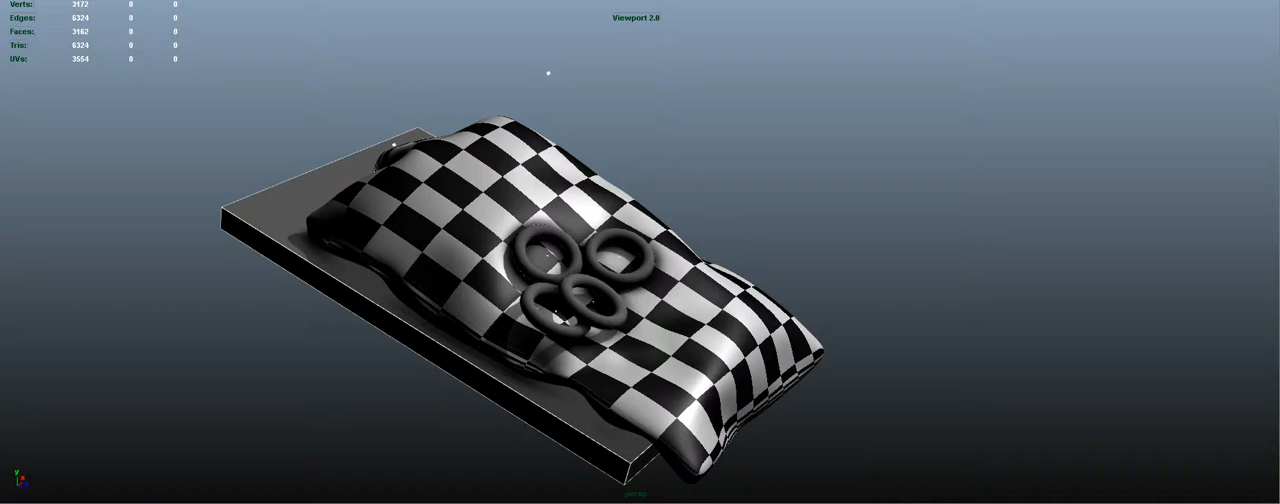 Verts: 3172 0 0
Edges: 6324 0 0
Faces: 3162 0 0
Tris: 6324 0 0
UVs: 3554 0 0
Viewport 2.0
y
x
z